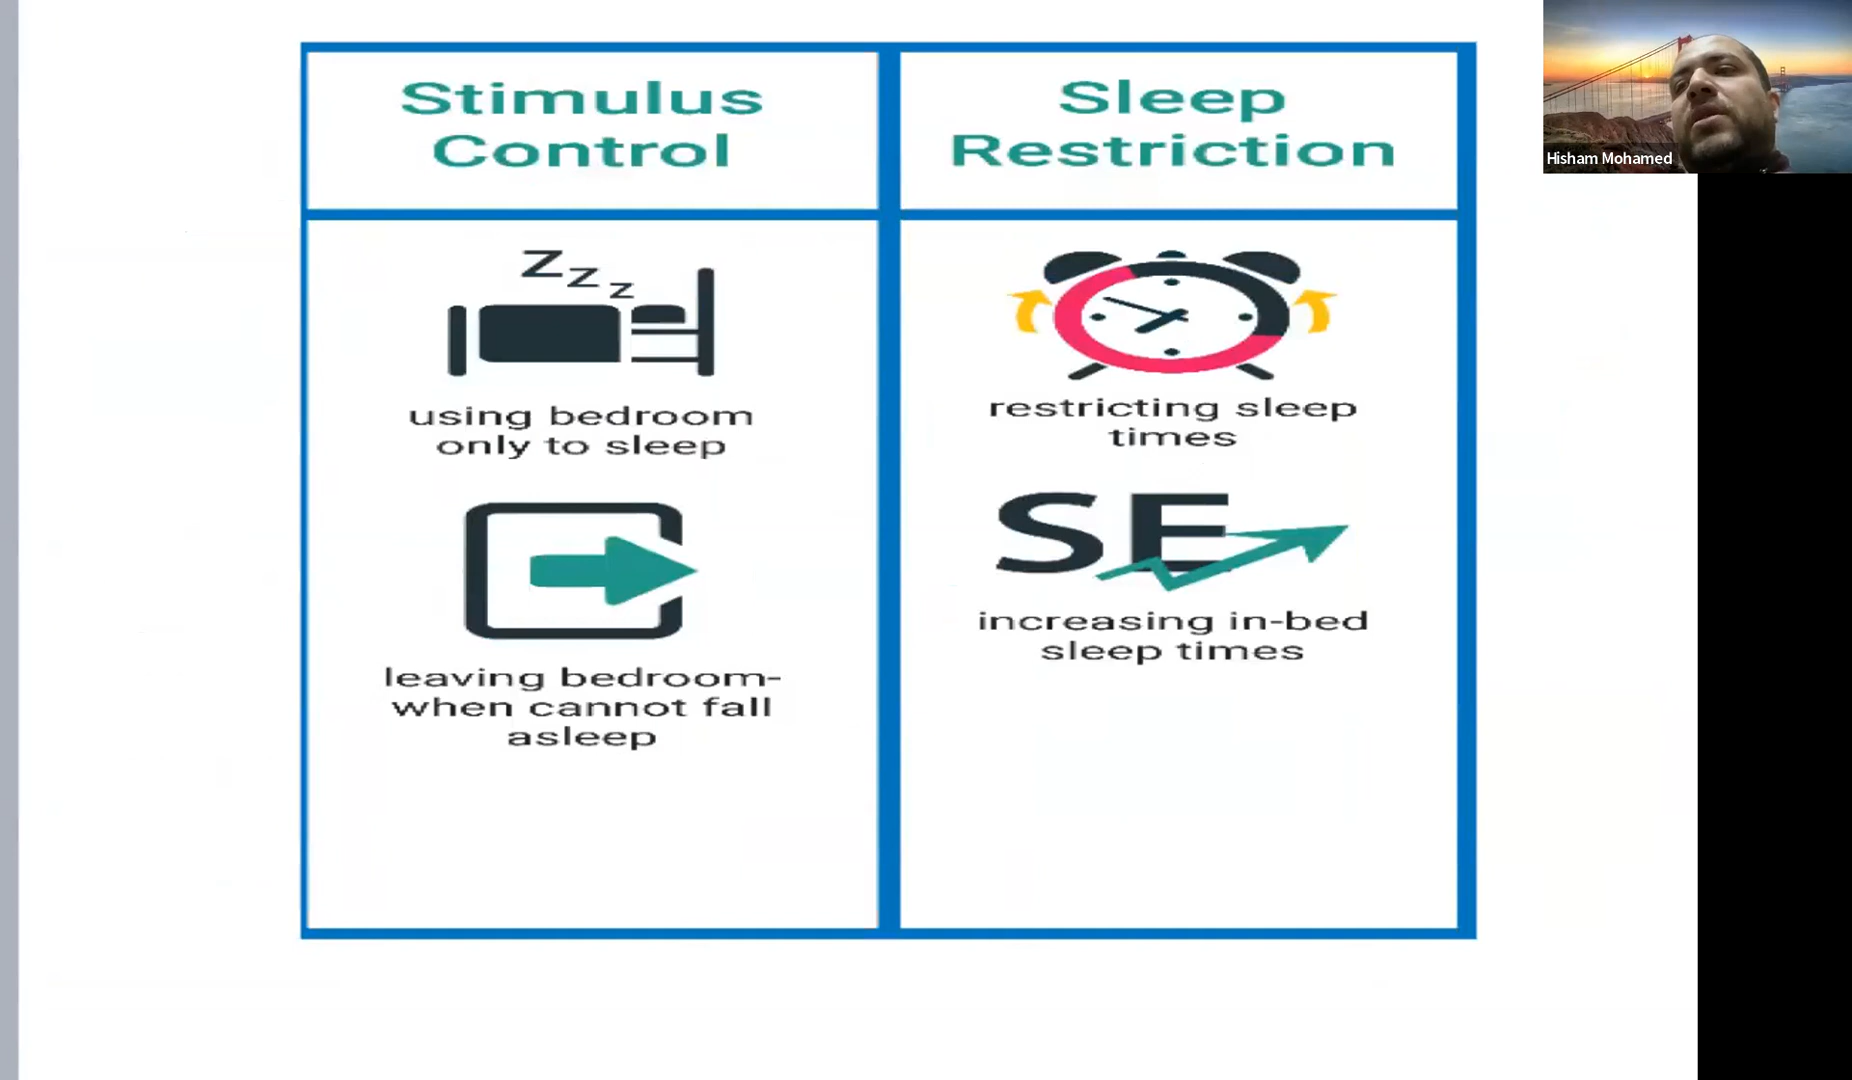 Stimulus
Control
Sleep
Restriction
Z z z
using bedroom
only to sleep
leaving bedroom-
when cannot fall
asleep
restricting sleep
times
SE
increasing in-bed
sleep times
Hisham Mohamed